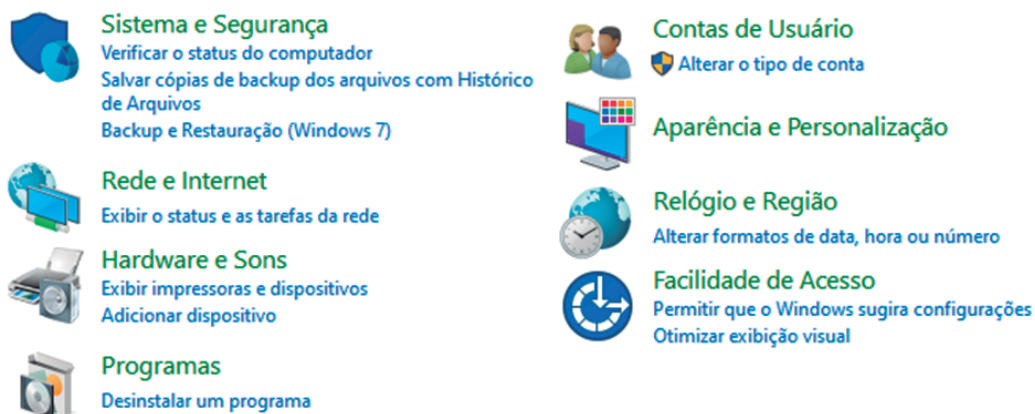 Sistema e Segurança
Verificar o status do computador
Salvar cópias de backup dos arquivos com Histórico
de Arquivos
Backup e Restauração (Windows 7)
Rede e Internet
Exibir o status e as tarefas da rede
Hardware e Sons
Exibir impressoras e dispositivos
Adicionar dispositivo
Programas
Desinstalar um programa
Contas de Usuário
Alterar o tipo de conta
Aparência e Personalização
Relógio e Região
Alterar formatos de data, hora ou número
Facilidade de Acesso
Permitir que o Windows sugira configurações
Otimizar exibição visual